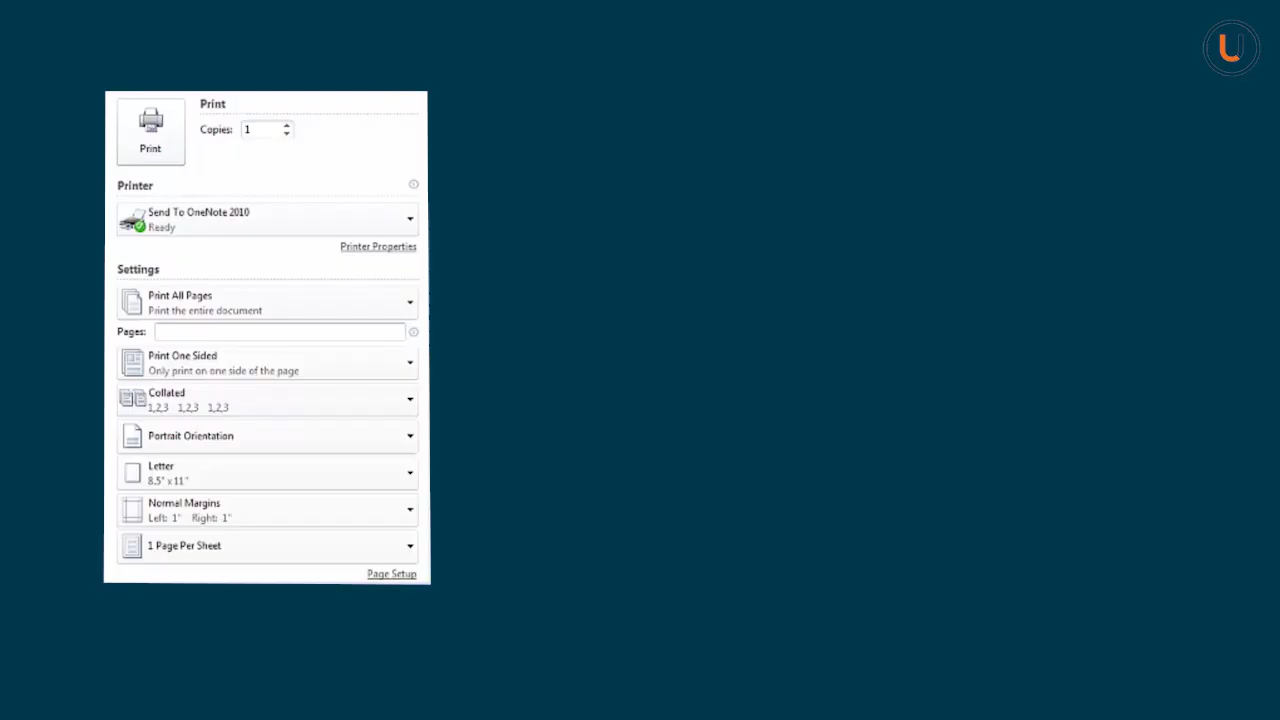 Print
Copies: 1
Print
Printer
Send To OneNote 2010
Ready
Printer Properties
Settings
Print All Pages
Print the entire document
Pages:
Print One Sided
Only print on one side of the page
Collated
1,2,3 1,2,3 1,2,3
Portrait Orientation
Letter
8.5" x 11"
Normal Margins
Left: 1" Right: 1"
1 Page Per Sheet
Page Setup
U